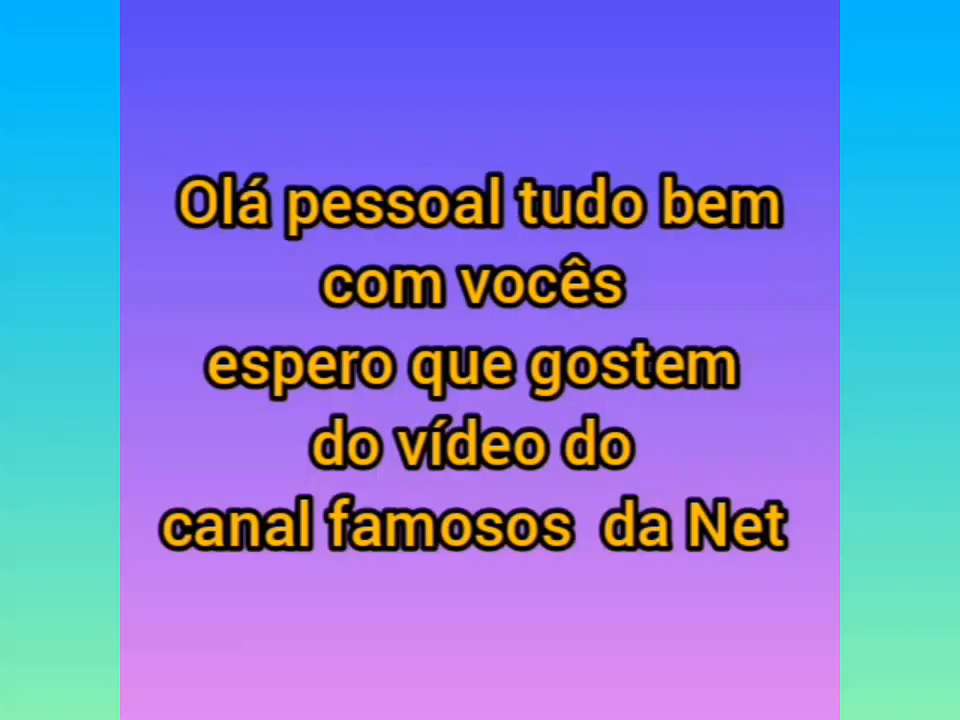 Olá pessoal tudo bem
com vocês
espero que gostem
do vídeo do
canal famosos  da Net